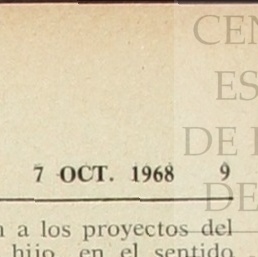 CEN
ES
DE
7 OCT. 1968 9
DE
a los proyectos del
hijo, en el sentido